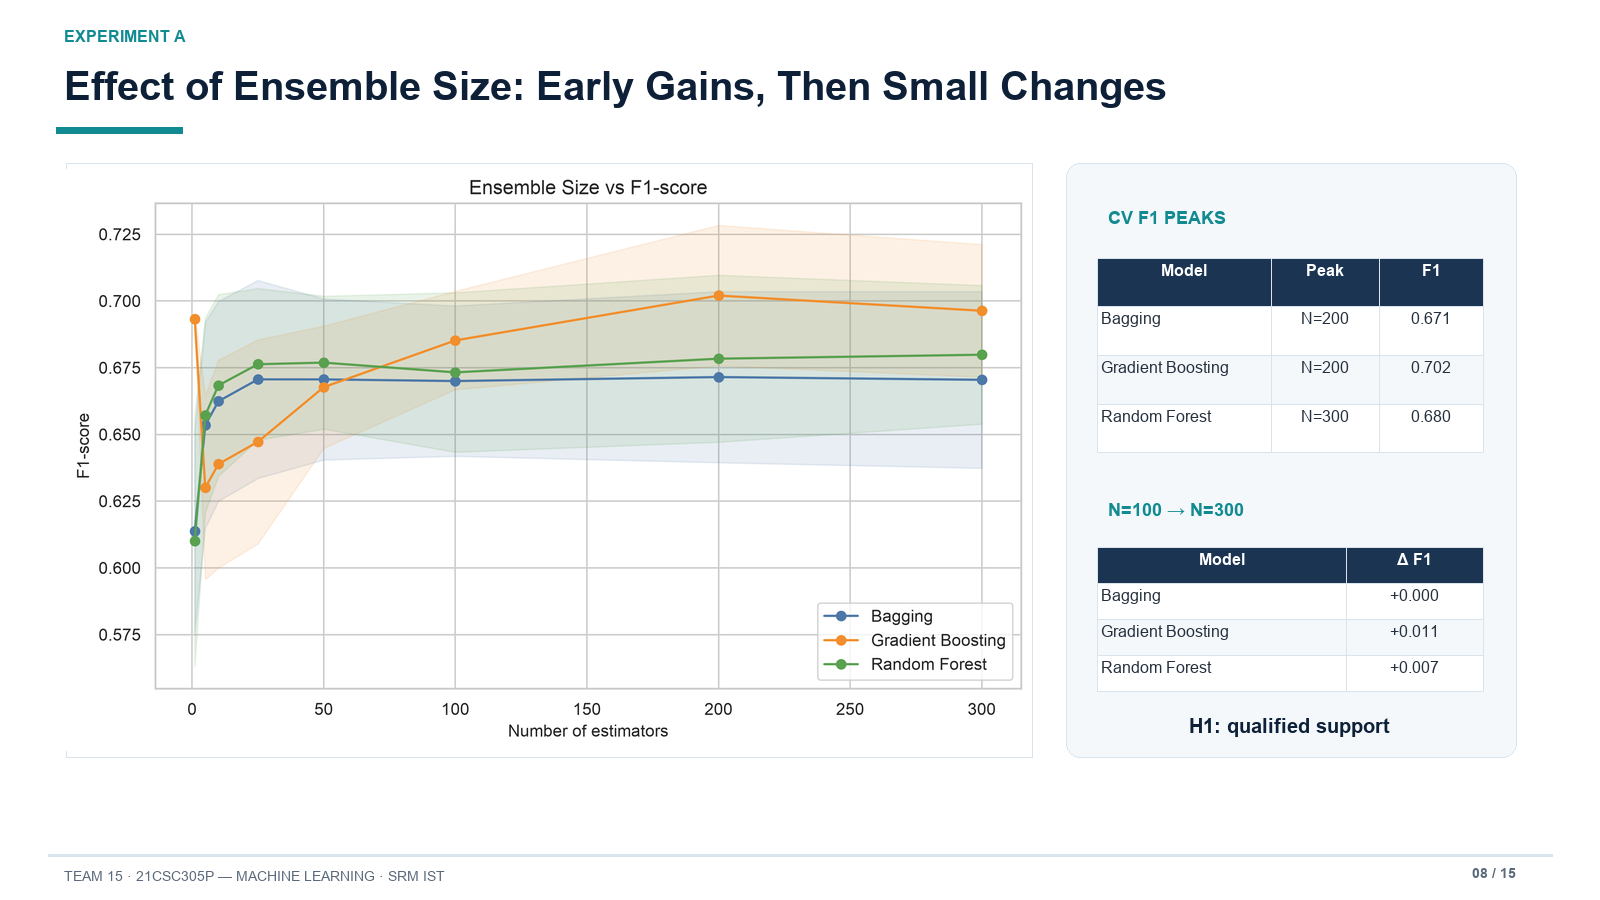 EXPERIMENT A
Effect of Ensemble Size: Early Gains, Then Small Changes
Ensemble Size vs F1-score
0.725
0.700
0.675
0.650
0.625
0.600
0.575
F1-score
0 50 100 150 200 250 300
Number of estimators
Bagging
Gradient Boosting
Random Forest
CV F1 PEAKS
Model Peak F1
Bagging N=200 0.671
Gradient Boosting N=200 0.702
Random Forest N=300 0.680
N=100 → N=300
Model Δ F1
Bagging +0.000
Gradient Boosting +0.011
Random Forest +0.007
H1: qualified support
TEAM 15 · 21CSC305P — MACHINE LEARNING · SRM IST
08 / 15